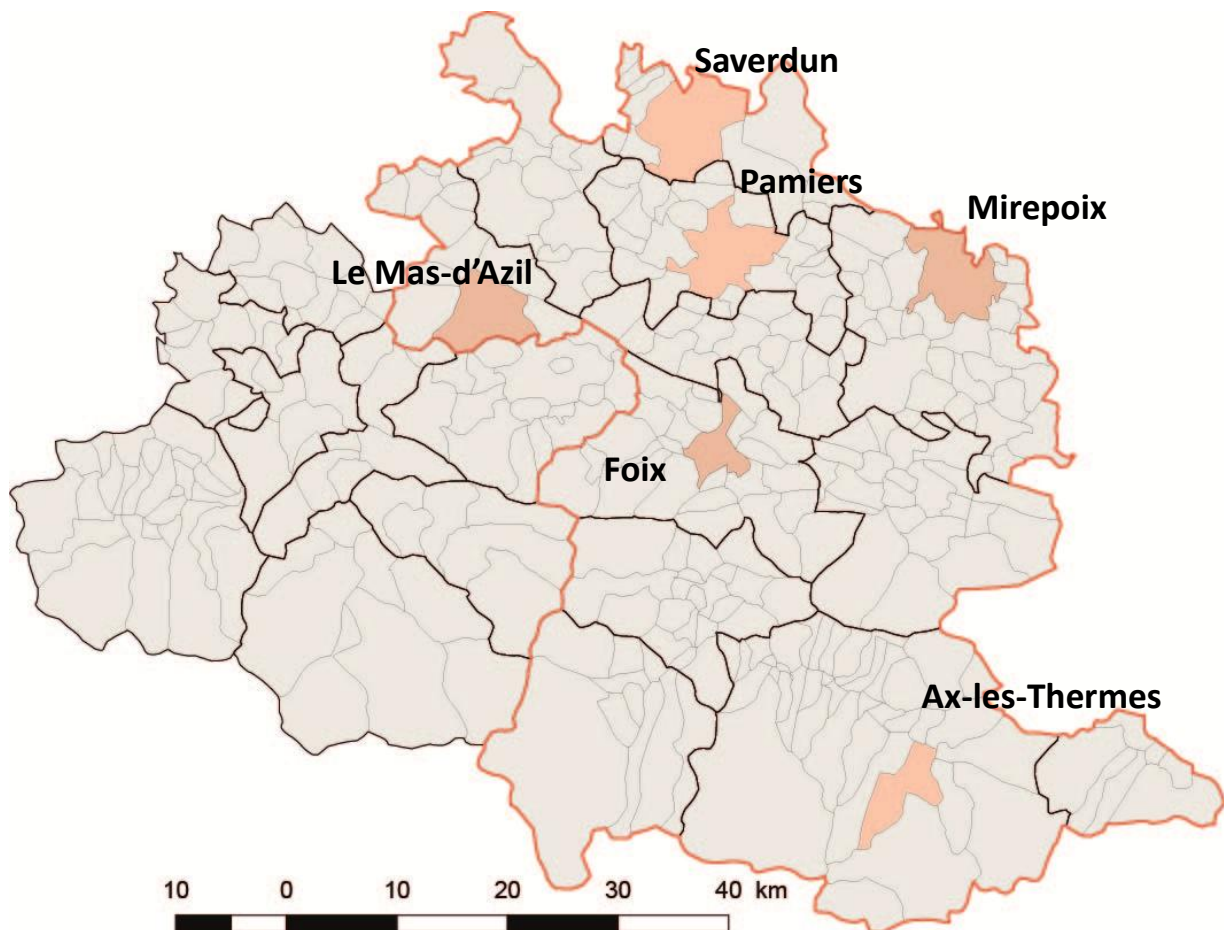 Saverdun
Pamiers
Mirepoix
Le Mas-d’Azil
Foix
Ax-les-Thermes
10 0 10 20 30 40 km